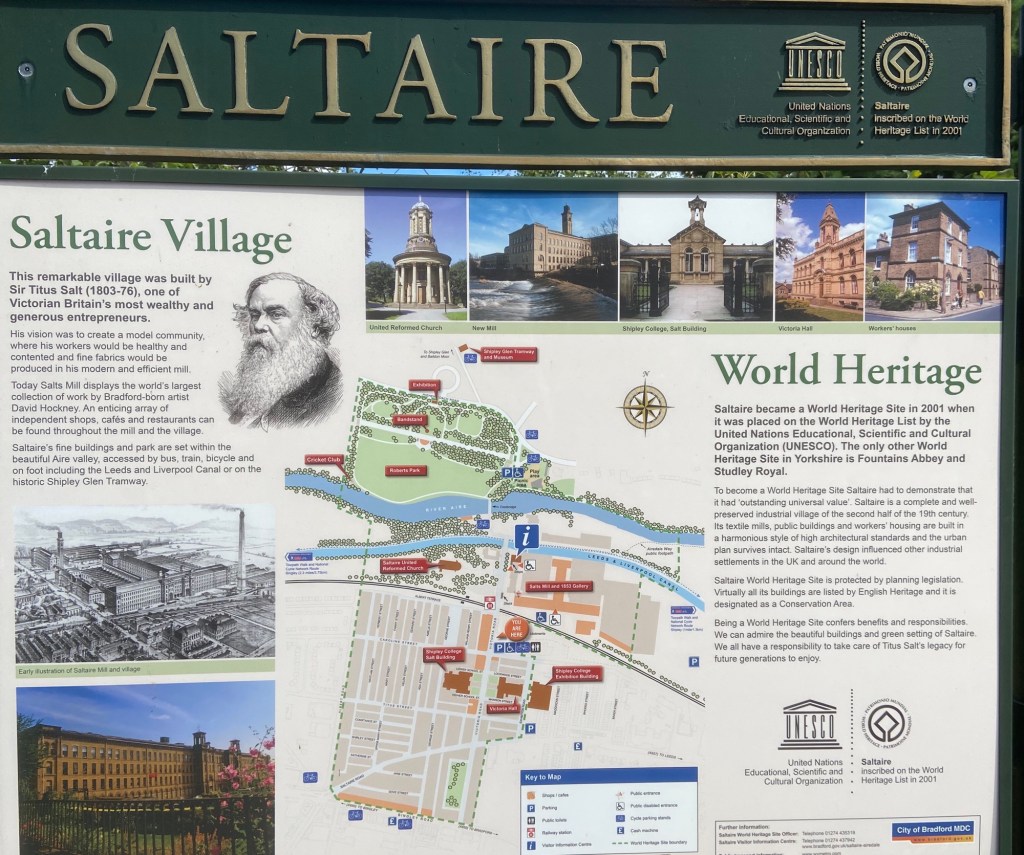 SALTAIRE
UNESCO
United Nations
Educational, Scientific and
Cultural Organization
Saltaire
inscribed on the World
Heritage List in 2001
Saltaire Village
This remarkable village was built by
Sir Titus Salt (1803-76), one of
Victorian Britain's most wealthy and
generous entrepreneurs.
His vision was to create a model community,
where his workers would be healthy and
contented and fine fabrics would be
produced in his modern and efficient mill.
Today Salts Mill displays the world's largest
collection of work by Bradford-born artist
David Hockney. An enticing array of
independent shops, cafés and restaurants can
be found throughout the mill and the village.
Saltaire's fine buildings and park are set within the
beautiful Aire valley, accessed by bus, train, bicycle and
on foot including the Leeds and Liverpool Canal or on the
historic Shipley Glen Tramway.
Early illustration of Saltaire Mill and village
United Reformed Church
New Mill
Shipley College, Salt Building
Victoria Hall
Workers' houses
Shipley Glen Tramway
and Museum
Exhibition
Bandstand
Cricket Club
Roberts Park
Play
area
RIVER AIRE
N
i
LEEDS & LIVERPOOL CANAL
Saltaire United
Reformed Church
Salts Mill and 1853 Gallery
YOU
ARE
HERE
Shipley College
Salt Building
Shipley College
Exhibition Building
Victoria Hall
CAROLINE STREET
TITUS STREET
P
P
P
P
E
E
Key to Map
Shops / cafes
Parking
Public toilets
Railway station
Visitor Information Centre
Public entrance
Public disabled entrance
Cycle parking stands
Cash machine
World Heritage Site boundary
World Heritage
Saltaire became a World Heritage Site in 2001 when
it was placed on the World Heritage List by the
United Nations Educational, Scientific and Cultural
Organization (UNESCO). The only other World
Heritage Site in Yorkshire is Fountains Abbey and
Studley Royal.
To become a World Heritage Site Saltaire had to demonstrate that
it had 'outstanding universal value'. Saltaire is a complete and well-
preserved industrial village of the second half of the 19th century.
Its textile mills, public buildings and workers' housing are built in
a harmonious style of high architectural standards and the urban
plan survives intact. Saltaire's design influenced other industrial
settlements in the UK and around the world.
Saltaire World Heritage Site is protected by planning legislation.
Virtually all its buildings are listed by English Heritage and it is
designated as a Conservation Area.
Being a World Heritage Site confers benefits and responsibilities.
We can admire the beautiful buildings and green setting of Saltaire.
We all have a responsibility to take care of Titus Salt's legacy for
future generations to enjoy.
UNESCO
United Nations
Educational, Scientific and
Cultural Organization
Saltaire
inscribed on the World
Heritage List in 2001
Further information:
Saltaire World Heritage Site Officer:
Saltaire Visitor Information Centre:
City of Bradford MDC